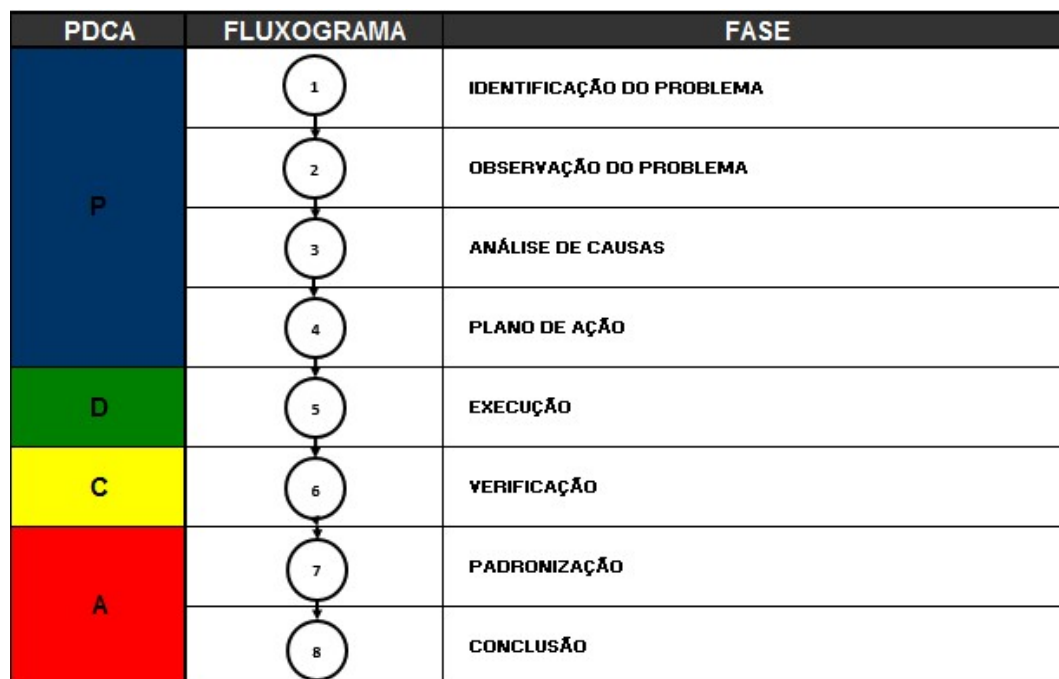 PDCA FLUXOGRAMA FASE
P
1 IDENTIFICAÇÃO DO PROBLEMA
2 OBSERVAÇÃO DO PROBLEMA
3 ANÁLISE DE CAUSAS
4 PLANO DE AÇÃO
D 5 EXECUÇÃO
C 6 VERIFICAÇÃO
A
7 PADRONIZAÇÃO
8 CONCLUSÃO